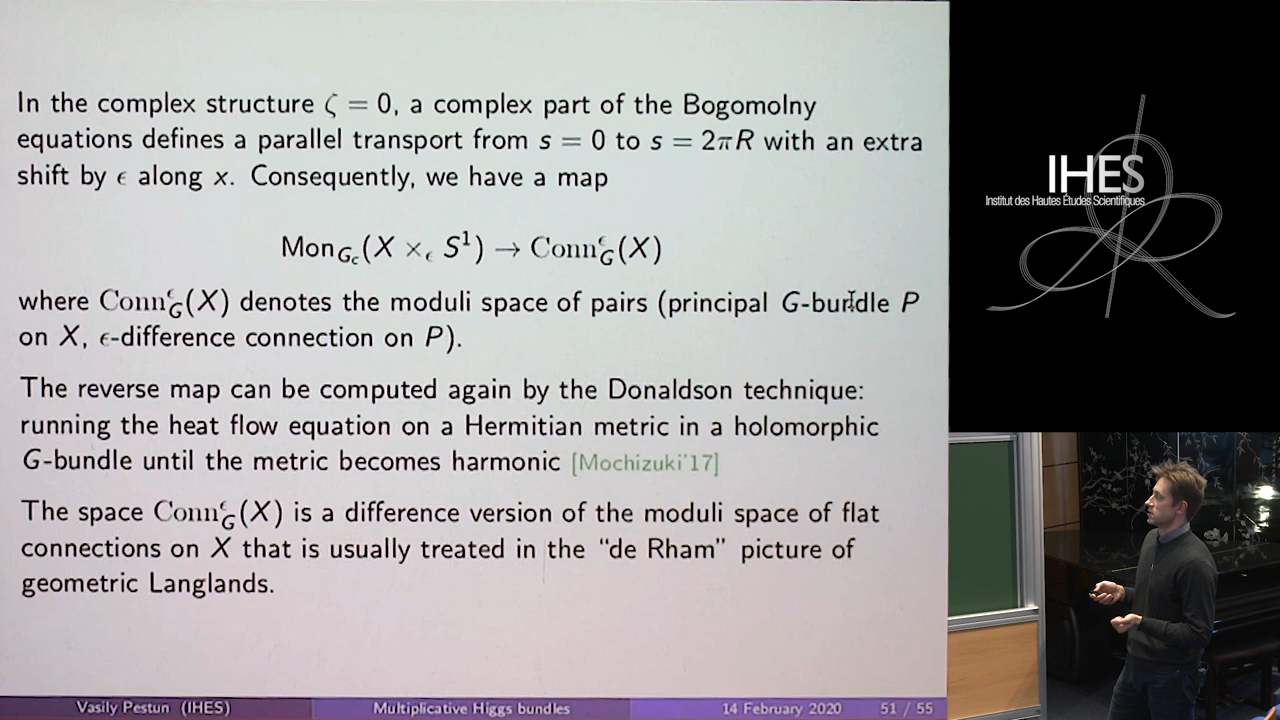 In the complex structure ζ = 0, a complex part of the Bogomolny
equations defines a parallel transport from s = 0 to s = 2πR with an extra
shift by ϵ along x. Consequently, we have a map
Mon_{G_c}(X ×_ϵ S^1) → Conn^ϵ_G(X)
where Conn^ϵ_G(X) denotes the moduli space of pairs (principal G-bundle P
on X, ϵ-difference connection on P).
The reverse map can be computed again by the Donaldson technique:
running the heat flow equation on a Hermitian metric in a holomorphic
G-bundle until the metric becomes harmonic [Mochizuki'17]
The space Conn^ϵ_G(X) is a difference version of the moduli space of flat
connections on X that is usually treated in the “de Rham” picture of
geometric Langlands.
Vasily Pestun (IHES) Multiplicative Higgs bundles 14 February 2020 51 / 55
IHES
Institut des Hautes Études Scientifiques